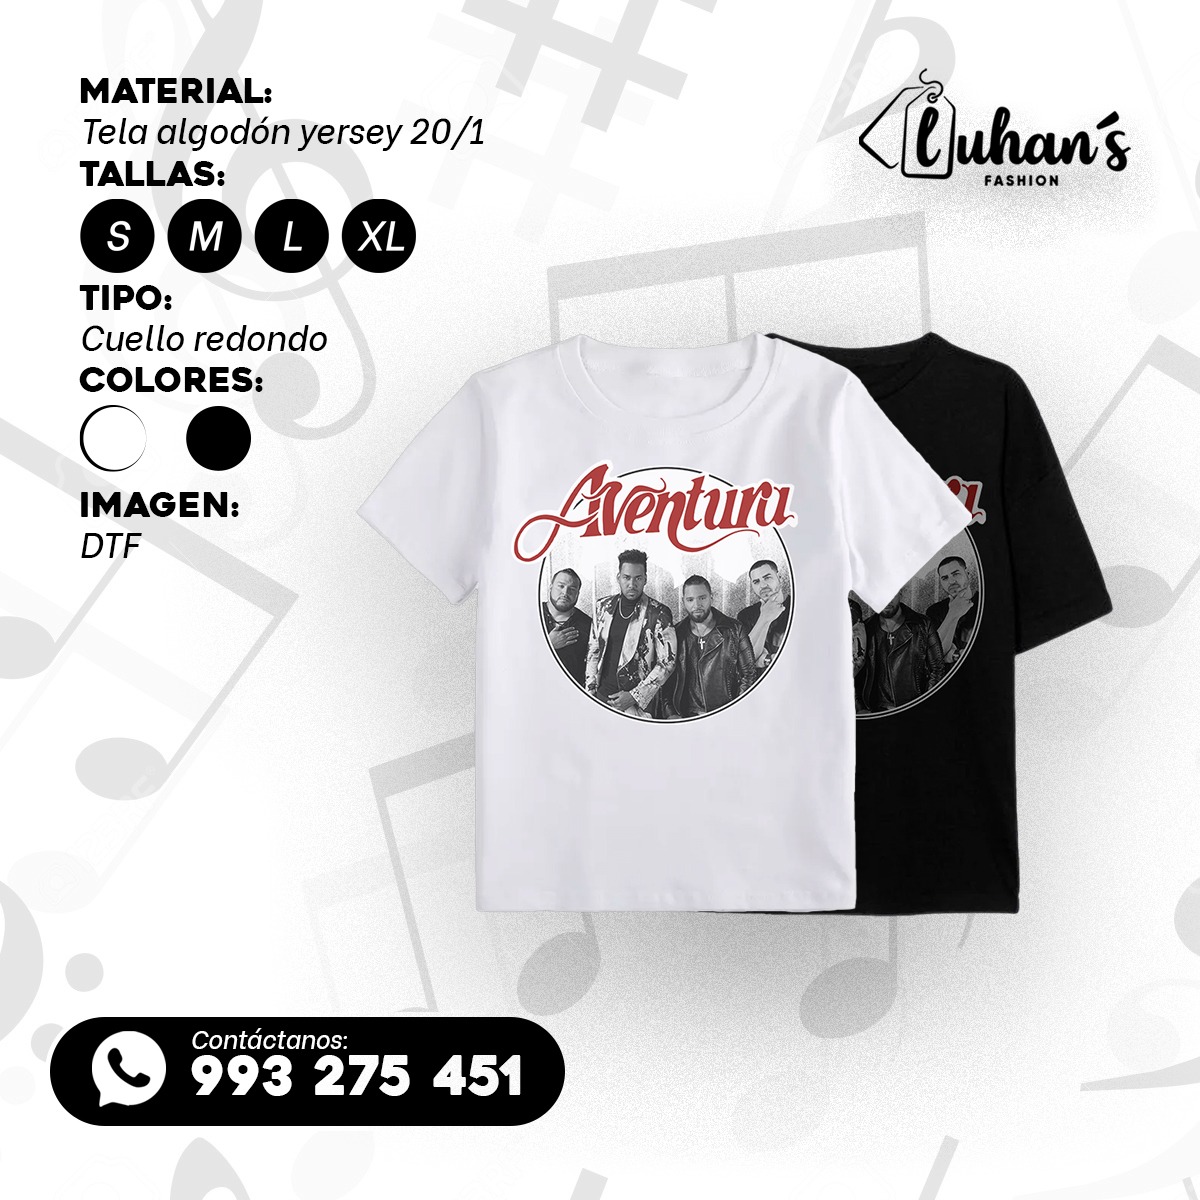 MATERIAL:
Tela algodón yersey 20/1
TALLAS:
S M L XL
TIPO:
Cuello redondo
COLORES:
IMAGEN:
DTF
Luhan´s
FASHION
Aventura
a
Contáctanos:
993 275 451